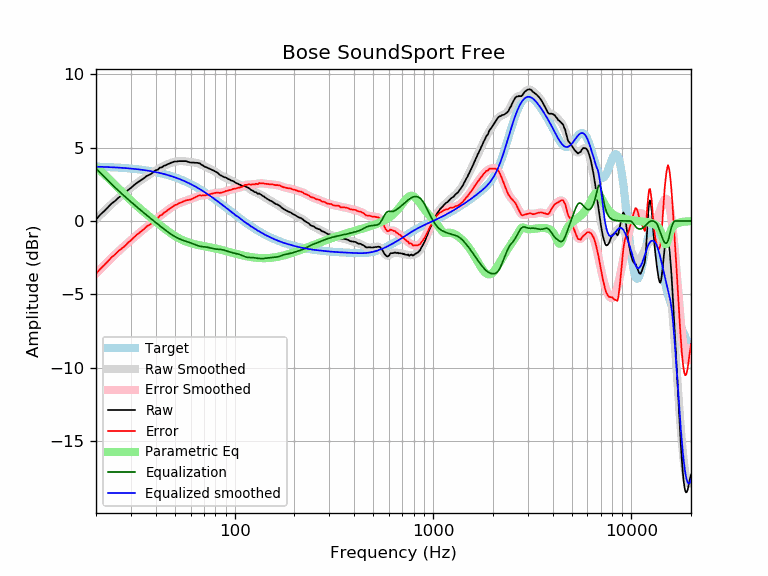 Bose SoundSport Free
10
5
0
−5
−10
−15
Amplitude (dBr)
Target
Raw Smoothed
Error Smoothed
Raw
Error
Parametric Eq
Equalization
Equalized smoothed
100
1000
10000
Frequency (Hz)